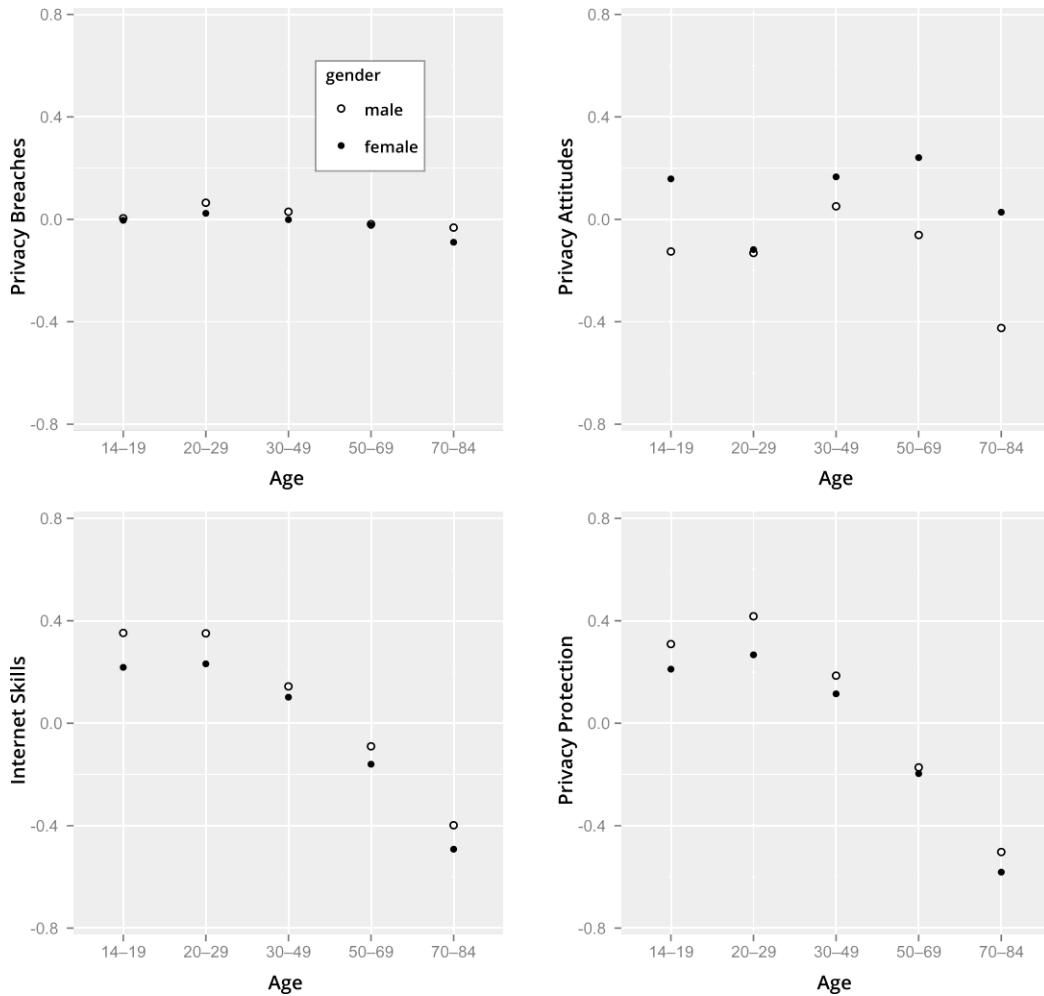 0.8
0.4
0.0
-0.4
-0.8
Privacy Breaches
gender
male
female
14–19 20–29 30–49 50–69 70–84
Age
0.8
0.4
0.0
-0.4
-0.8
Privacy Attitudes
14–19 20–29 30–49 50–69 70–84
Age
0.8
0.4
0.0
-0.4
-0.8
Internet Skills
14–19 20–29 30–49 50–69 70–84
Age
0.8
0.4
0.0
-0.4
-0.8
Privacy Protection
14–19 20–29 30–49 50–69 70–84
Age